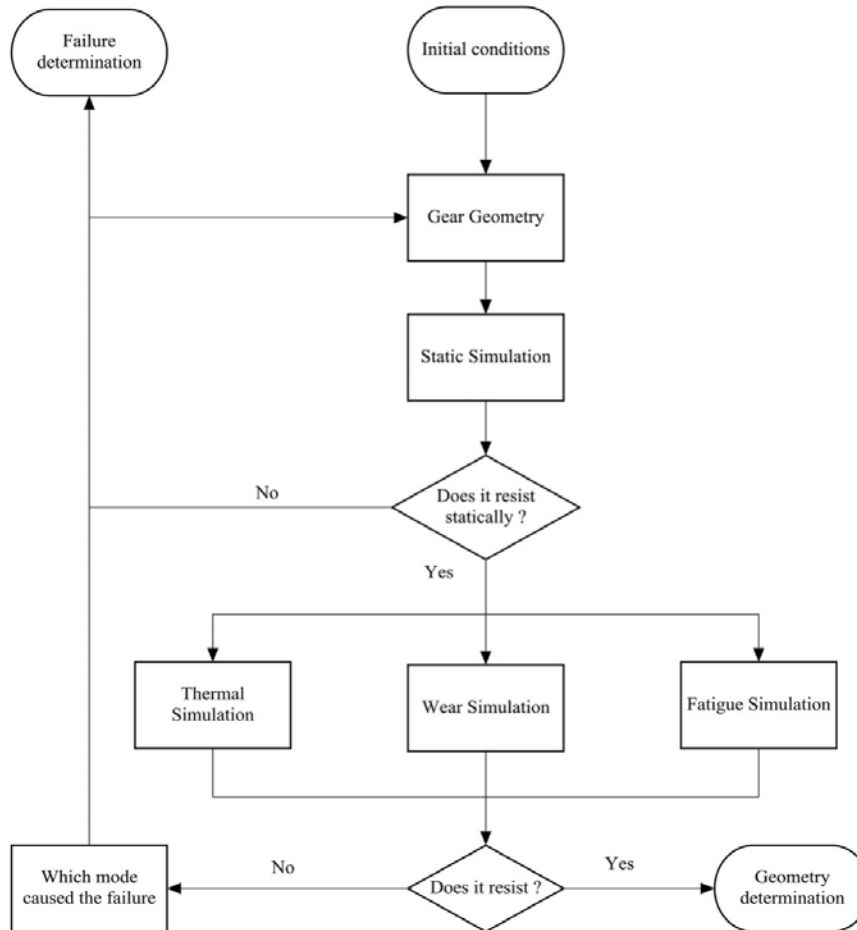 Failure
determination
Initial conditions
Gear Geometry
Static Simulation
Does it resist
statically ?
No
Yes
Thermal
Simulation
Wear Simulation
Fatigue Simulation
Which mode
caused the failure
No
Does it resist ?
Yes
Geometry
determination